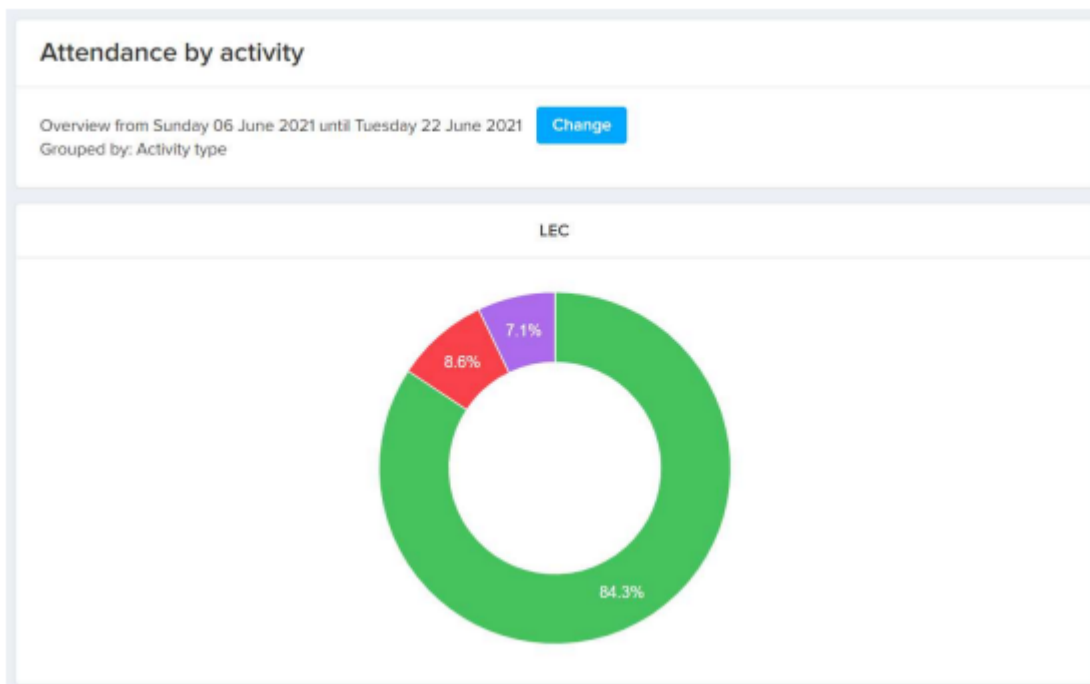 Attendance by activity
Overview from Sunday 06 June 2021 until Tuesday 22 June 2021 Change
Grouped by: Activity type
LEC
7.1%
8.6%
84.3%